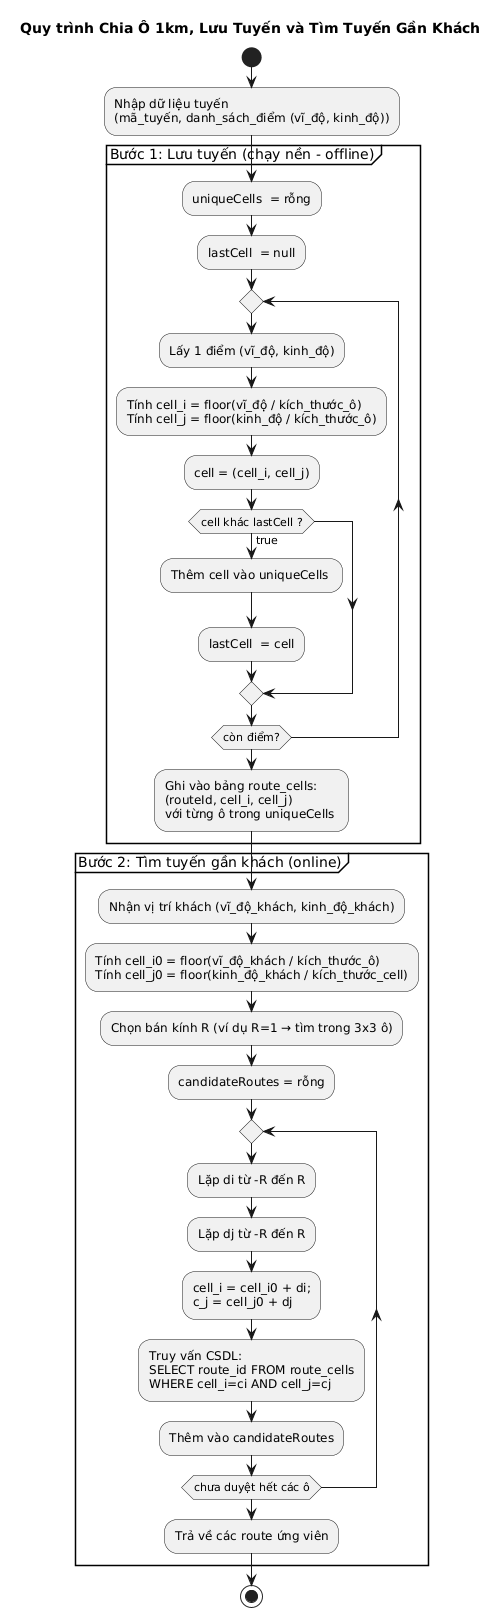 Quy trình Chia Ô 1km, Lưu Tuyến và Tìm Tuyến Gần Khách
Nhập dữ liệu tuyến
(mã_tuyến, danh_sách_điểm (vĩ_độ, kinh_độ))
Bước 1: Lưu tuyến (chạy nền - offline)
uniqueCells  = rỗng
lastCell  = null
Lấy 1 điểm (vĩ_độ, kinh_độ)
Tính cell_i = floor(vĩ_độ / kích_thước_ô)
Tính cell_j = floor(kinh_độ / kích_thước_ô)
cell = (cell_i, cell_j)
cell khác lastCell ?
true
Thêm cell vào uniqueCells
lastCell  = cell
còn điểm?
Ghi vào bảng route_cells:
(routeId, cell_i, cell_j)
với từng ô trong uniqueCells
Bước 2: Tìm tuyến gần khách (online)
Nhận vị trí khách (vĩ_độ_khách, kinh_độ_khách)
Tính cell_i0 = floor(vĩ_độ_khách / kích_thước_ô)
Tính cell_j0 = floor(kinh_độ_khách / kích_thước_cell)
Chọn bán kính R (ví dụ R=1 → tìm trong 3x3 ô)
candidateRoutes = rỗng
Lặp di từ -R đến R
Lặp dj từ -R đến R
cell_i = cell_i0 + di;
c_j = cell_j0 + dj
Truy vấn CSDL:
SELECT route_id FROM route_cells
WHERE cell_i=ci AND cell_j=cj
Thêm vào candidateRoutes
chưa duyệt hết các ô
Trả về các route ứng viên